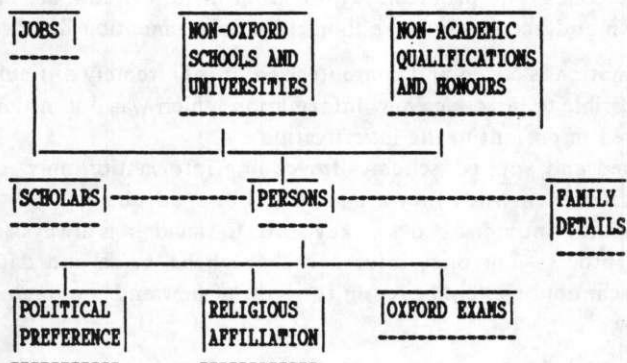 JOBS
NON-OXFORD
SCHOOLS AND
UNIVERSITIES
NON-ACADEMIC
QUALIFICATIONS
AND HONOURS
SCHOLARS
PERSONS
FAMILY
DETAILS
POLITICAL
PREFERENCE
RELIGIOUS
AFFILIATION
OXFORD EXAMS